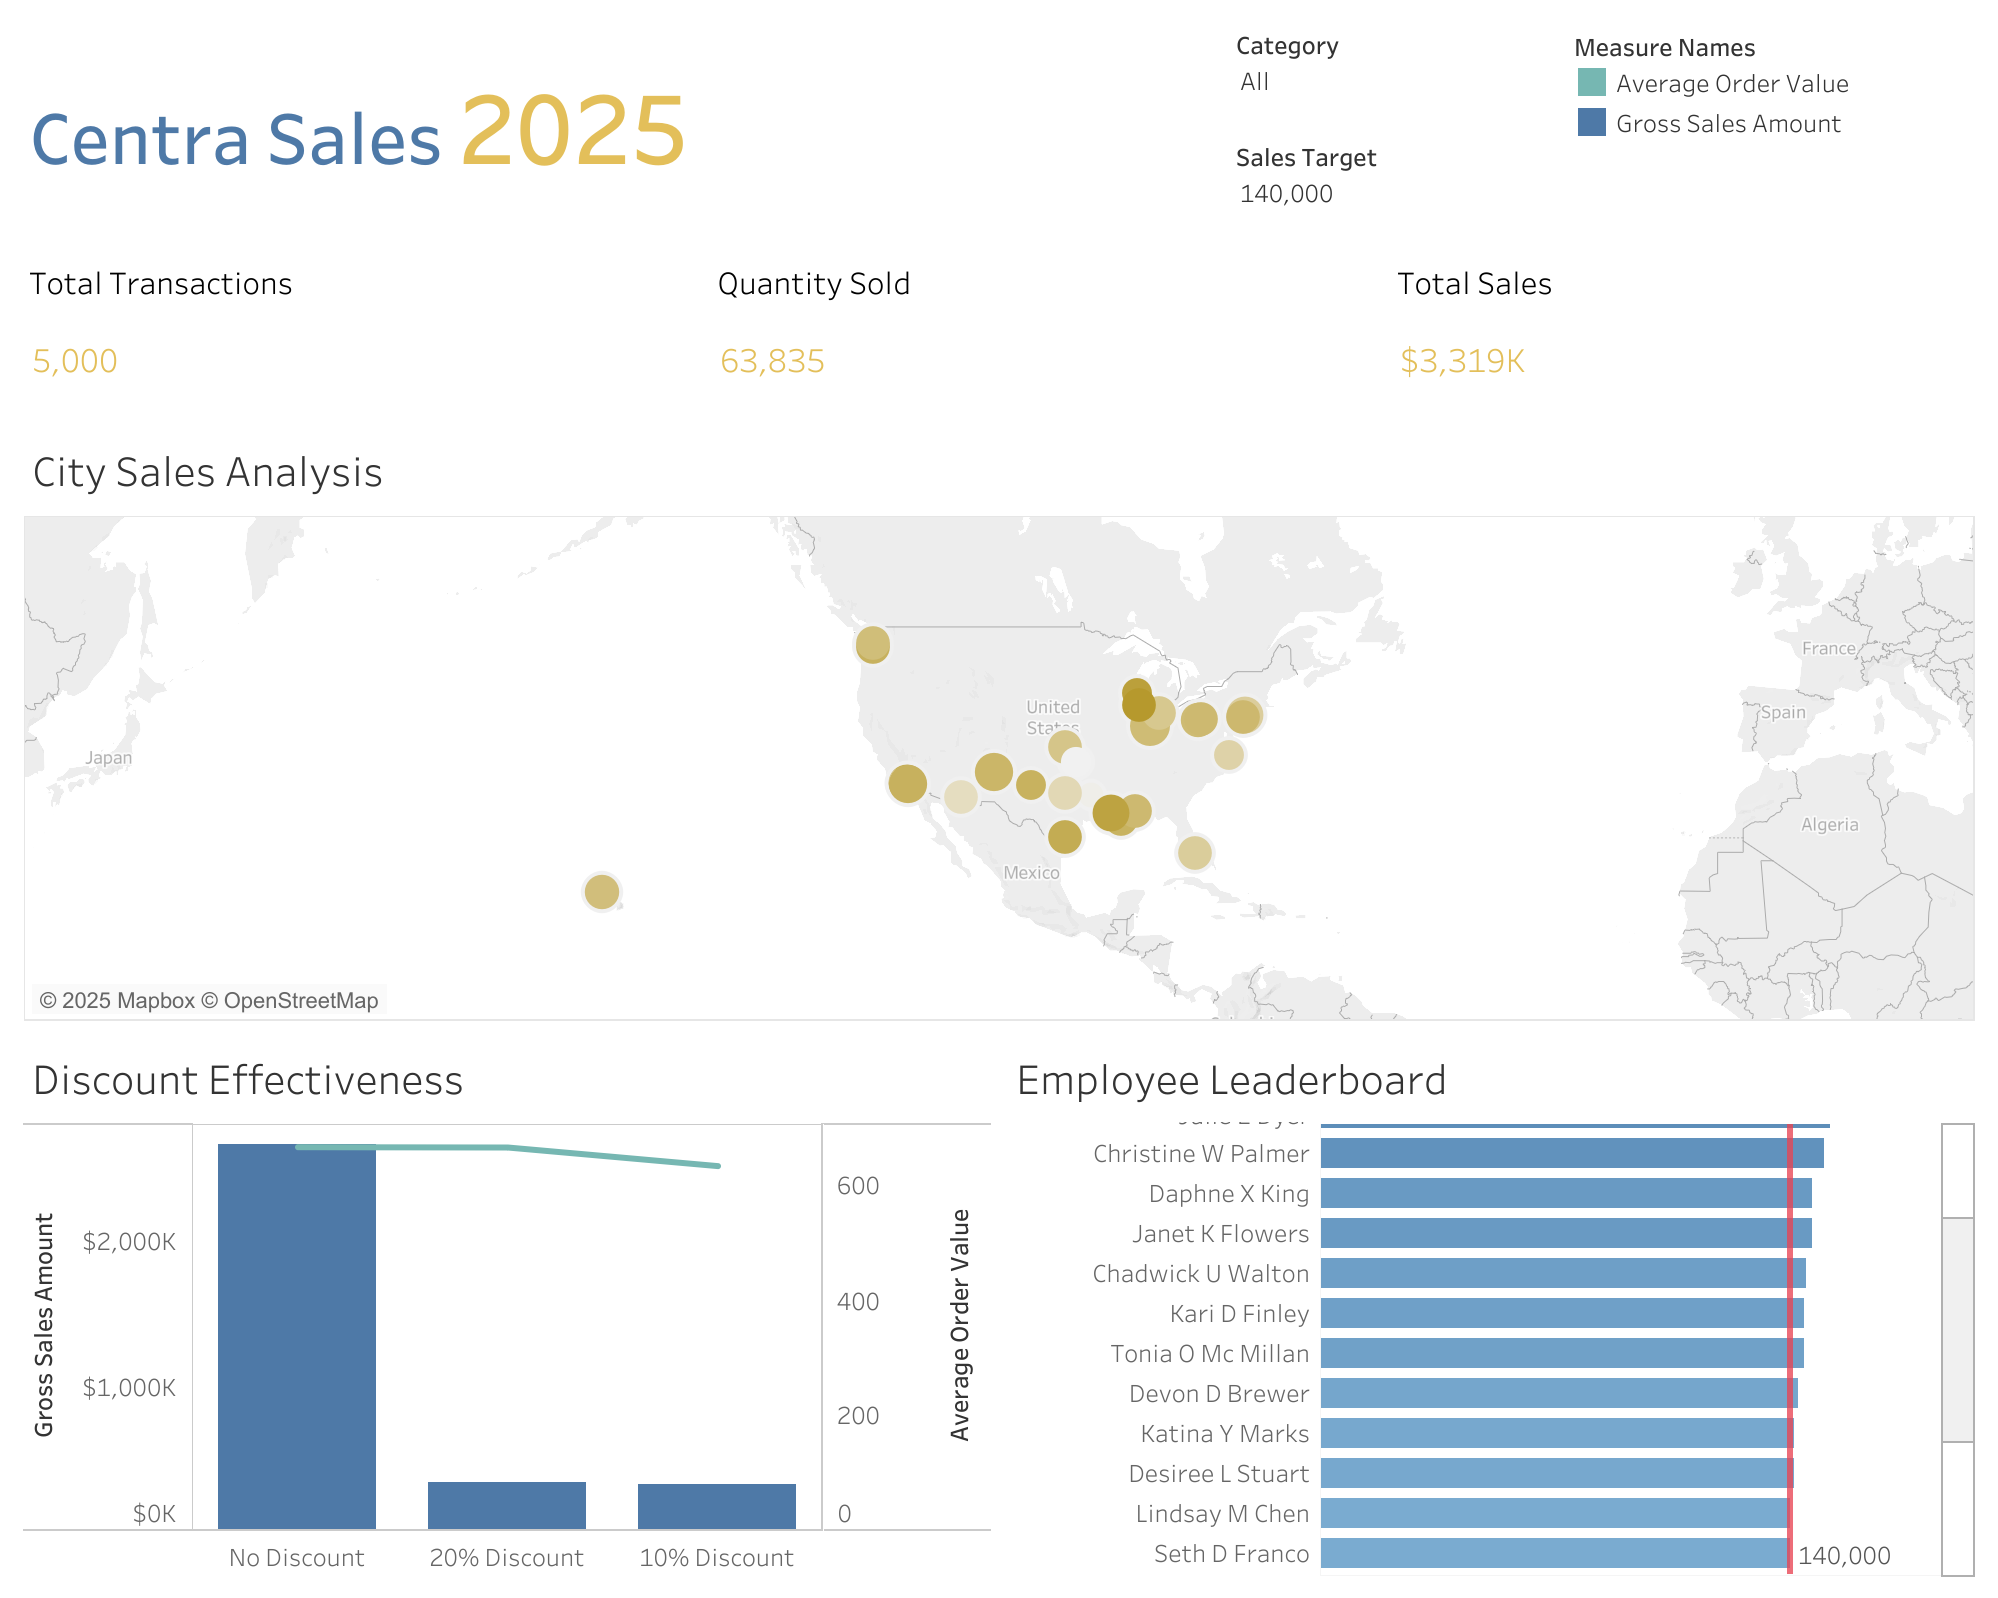 Category
All
Measure Names
Average Order Value
Gross Sales Amount
Centra Sales 2025
Sales Target
140,000
Total Transactions
Quantity Sold
Total Sales
5,000
63,835
$3,319K
City Sales Analysis
United
States
France
Spain
Japan
Algeria
Mexico
© 2025 Mapbox © OpenStreetMap
Discount Effectiveness
Gross Sales Amount
$2,000K
$1,000K
$0K
600
400
200
0
Average Order Value
No Discount
20% Discount
10% Discount
Employee Leaderboard
Christine W Palmer
Daphne X King
Janet K Flowers
Chadwick U Walton
Kari D Finley
Tonia O Mc Millan
Devon D Brewer
Katina Y Marks
Desiree L Stuart
Lindsay M Chen
Seth D Franco
140,000